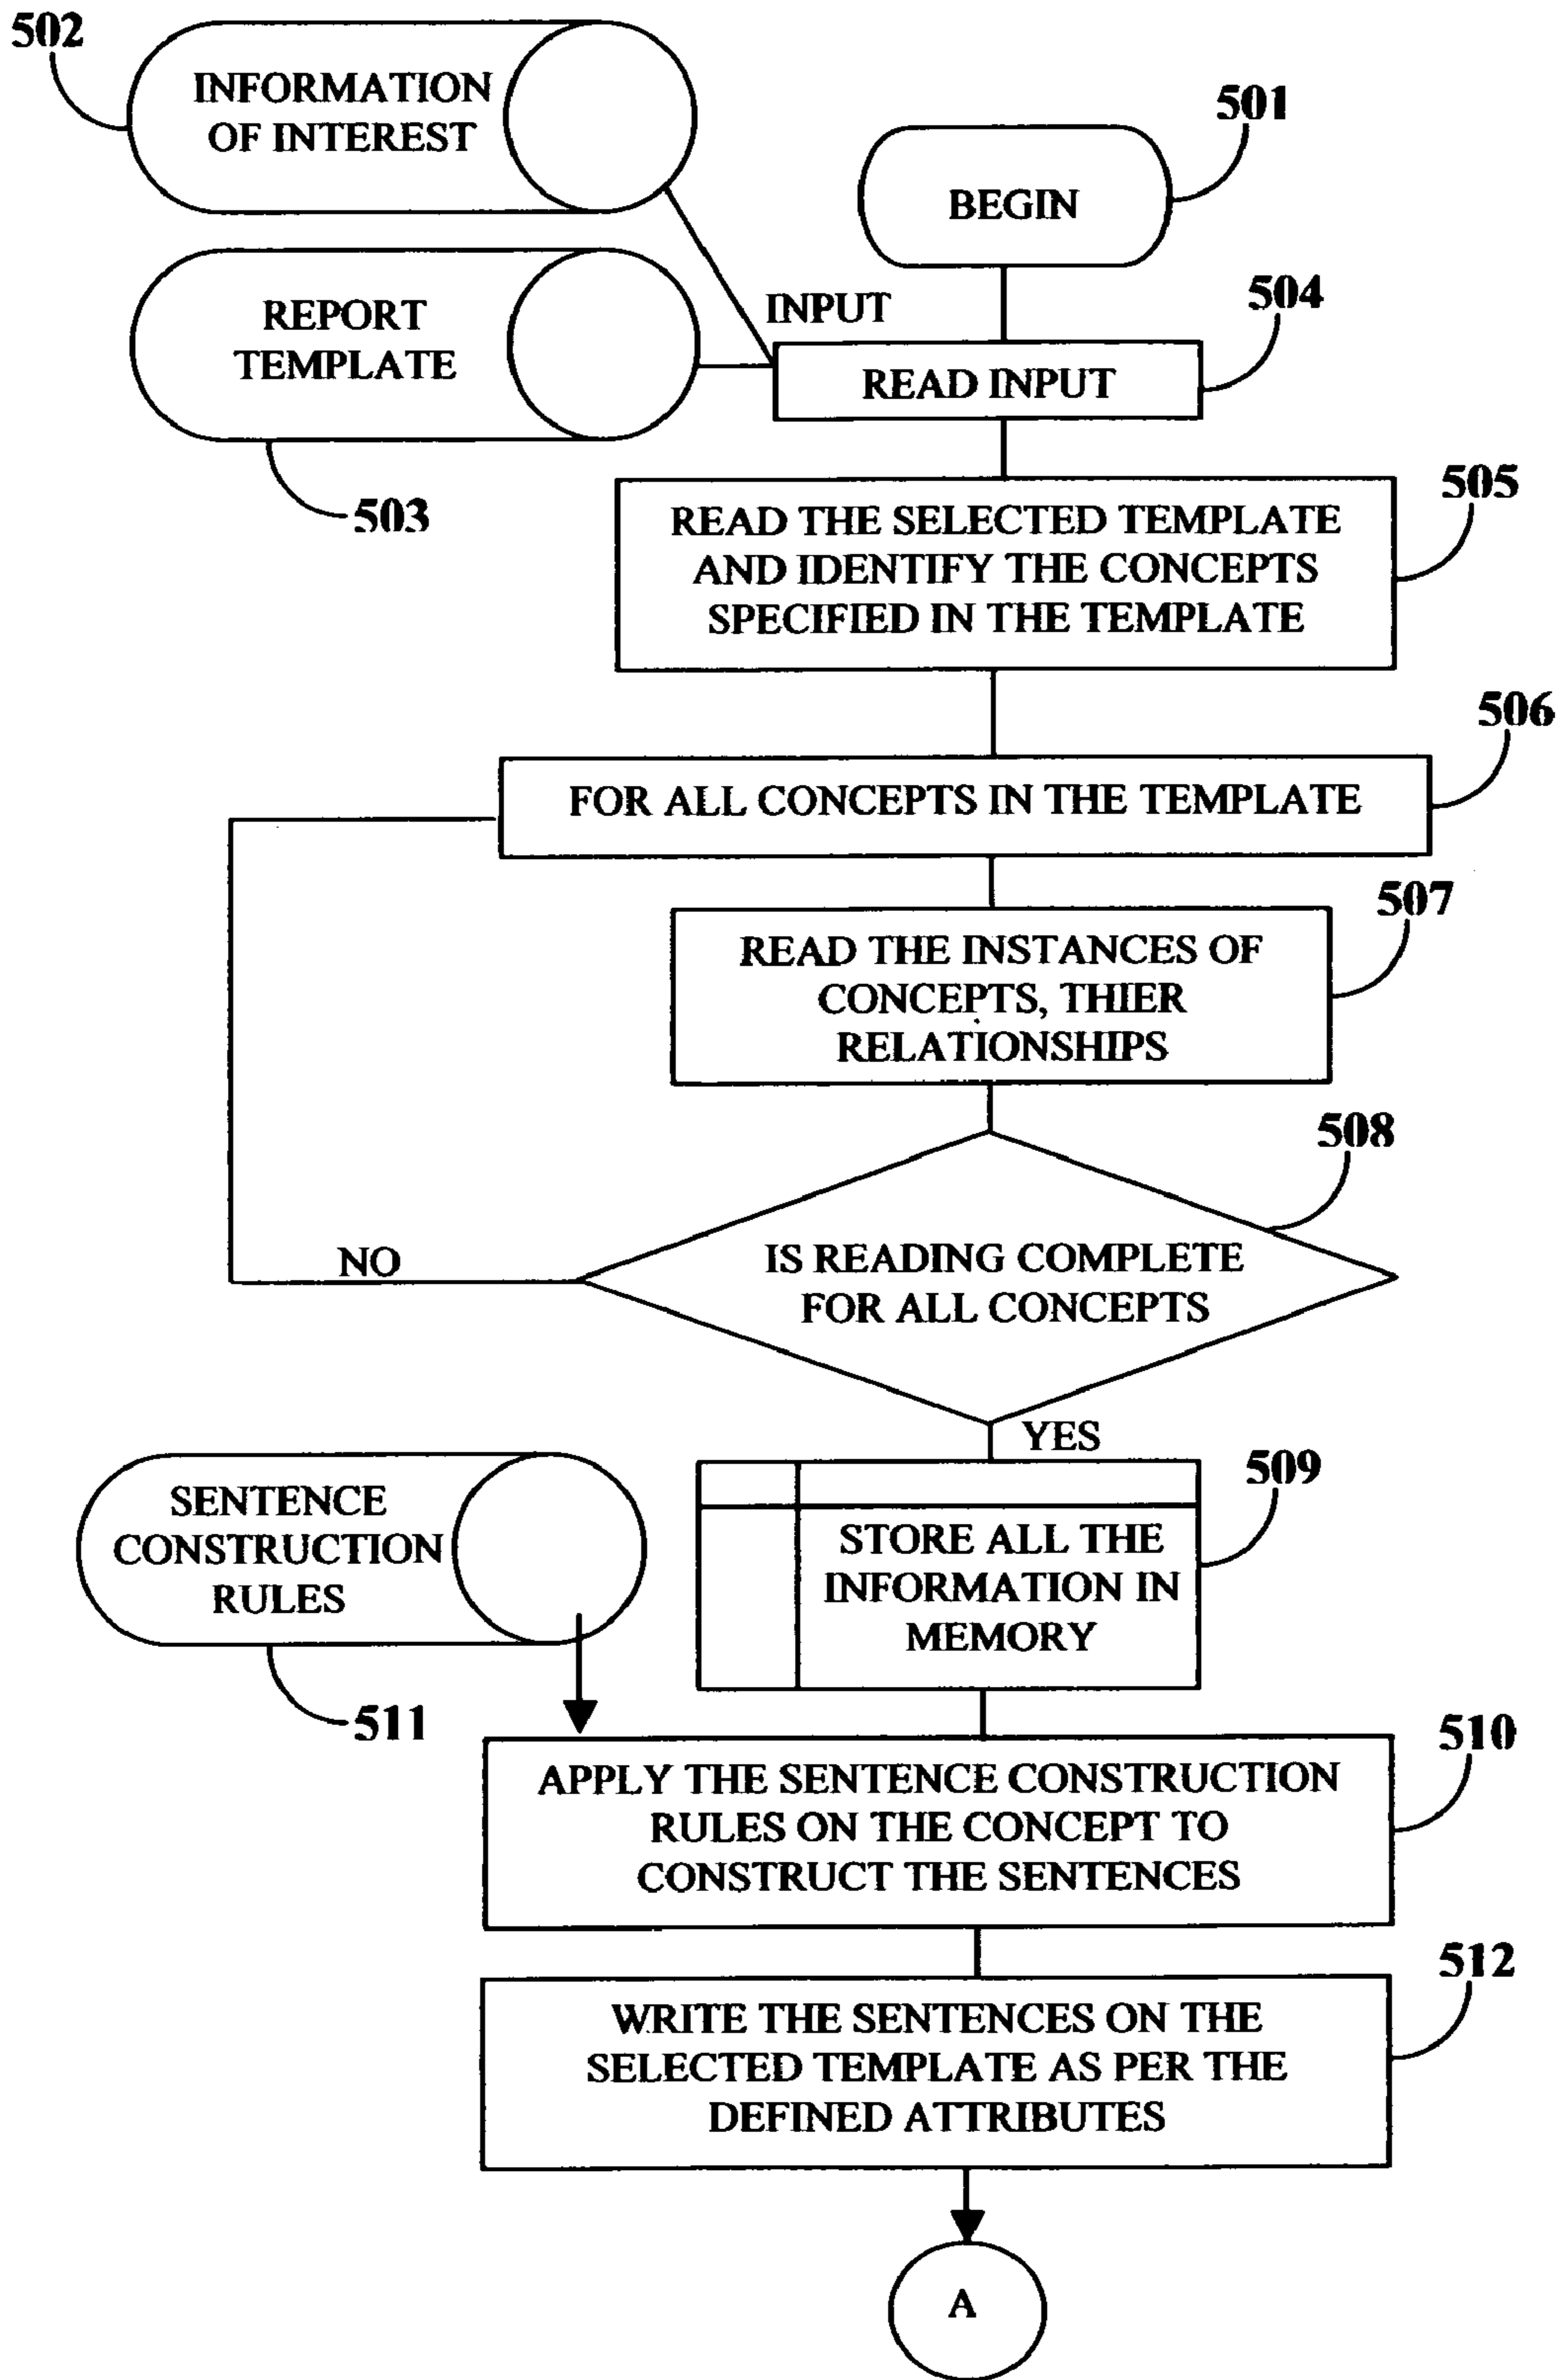 502
INFORMATION
OF INTEREST
501
BEGIN
REPORT
TEMPLATE
INPUT
504
READ INPUT
503
505
READ THE SELECTED TEMPLATE
AND IDENTIFY THE CONCEPTS
SPECIFIED IN THE TEMPLATE
506
FOR ALL CONCEPTS IN THE TEMPLATE
507
READ THE INSTANCES OF
CONCEPTS, THIER
RELATIONSHIPS
508
IS READING COMPLETE
FOR ALL CONCEPTS
NO
YES
SENTENCE
CONSTRUCTION
RULES
509
STORE ALL THE
INFORMATION IN
MEMORY
511
510
APPLY THE SENTENCE CONSTRUCTION
RULES ON THE CONCEPT TO
CONSTRUCT THE SENTENCES
512
WRITE THE SENTENCES ON THE
SELECTED TEMPLATE AS PER THE
DEFINED ATTRIBUTES
A